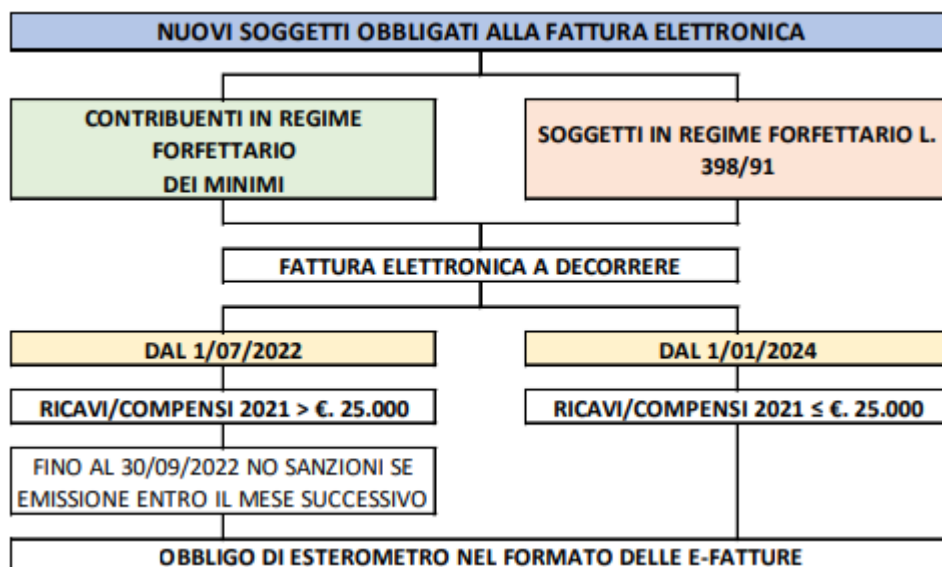 NUOVI SOGGETTI OBBLIGATI ALLA FATTURA ELETTRONICA
CONTRIBUENTI IN REGIME
FORFETTARIO
DEI MINIMI
SOGGETTI IN REGIME FORFETTARIO L.
398/91
FATTURA ELETTRONICA A DECORRERE
DAL 1/07/2022
DAL 1/01/2024
RICAVI/COMPENSI 2021 > €. 25.000
RICAVI/COMPENSI 2021 ≤ €. 25.000
FINO AL 30/09/2022 NO SANZIONI SE
EMISSIONE ENTRO IL MESE SUCCESSIVO
OBBLIGO DI ESTEROMETRO NEL FORMATO DELLE E-FATTURE